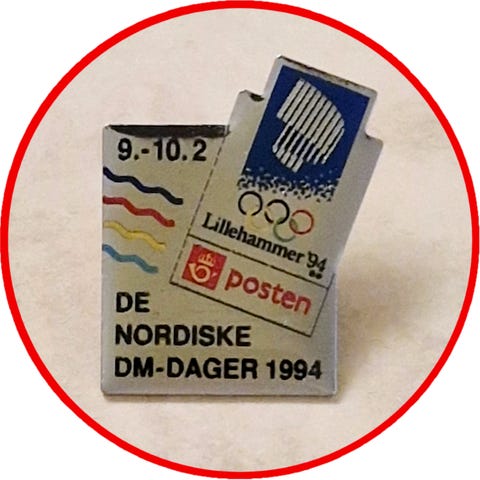 9.-10.2
Lillehammer '94
posten
DE
NORDISKE
DM-DAGER 1994